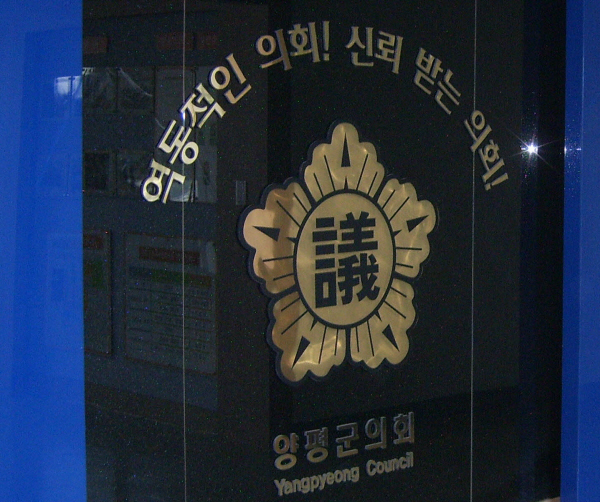 역동적인 의회! 신뢰 받는 의회!
議
양평군의회
Yangpyeong Council